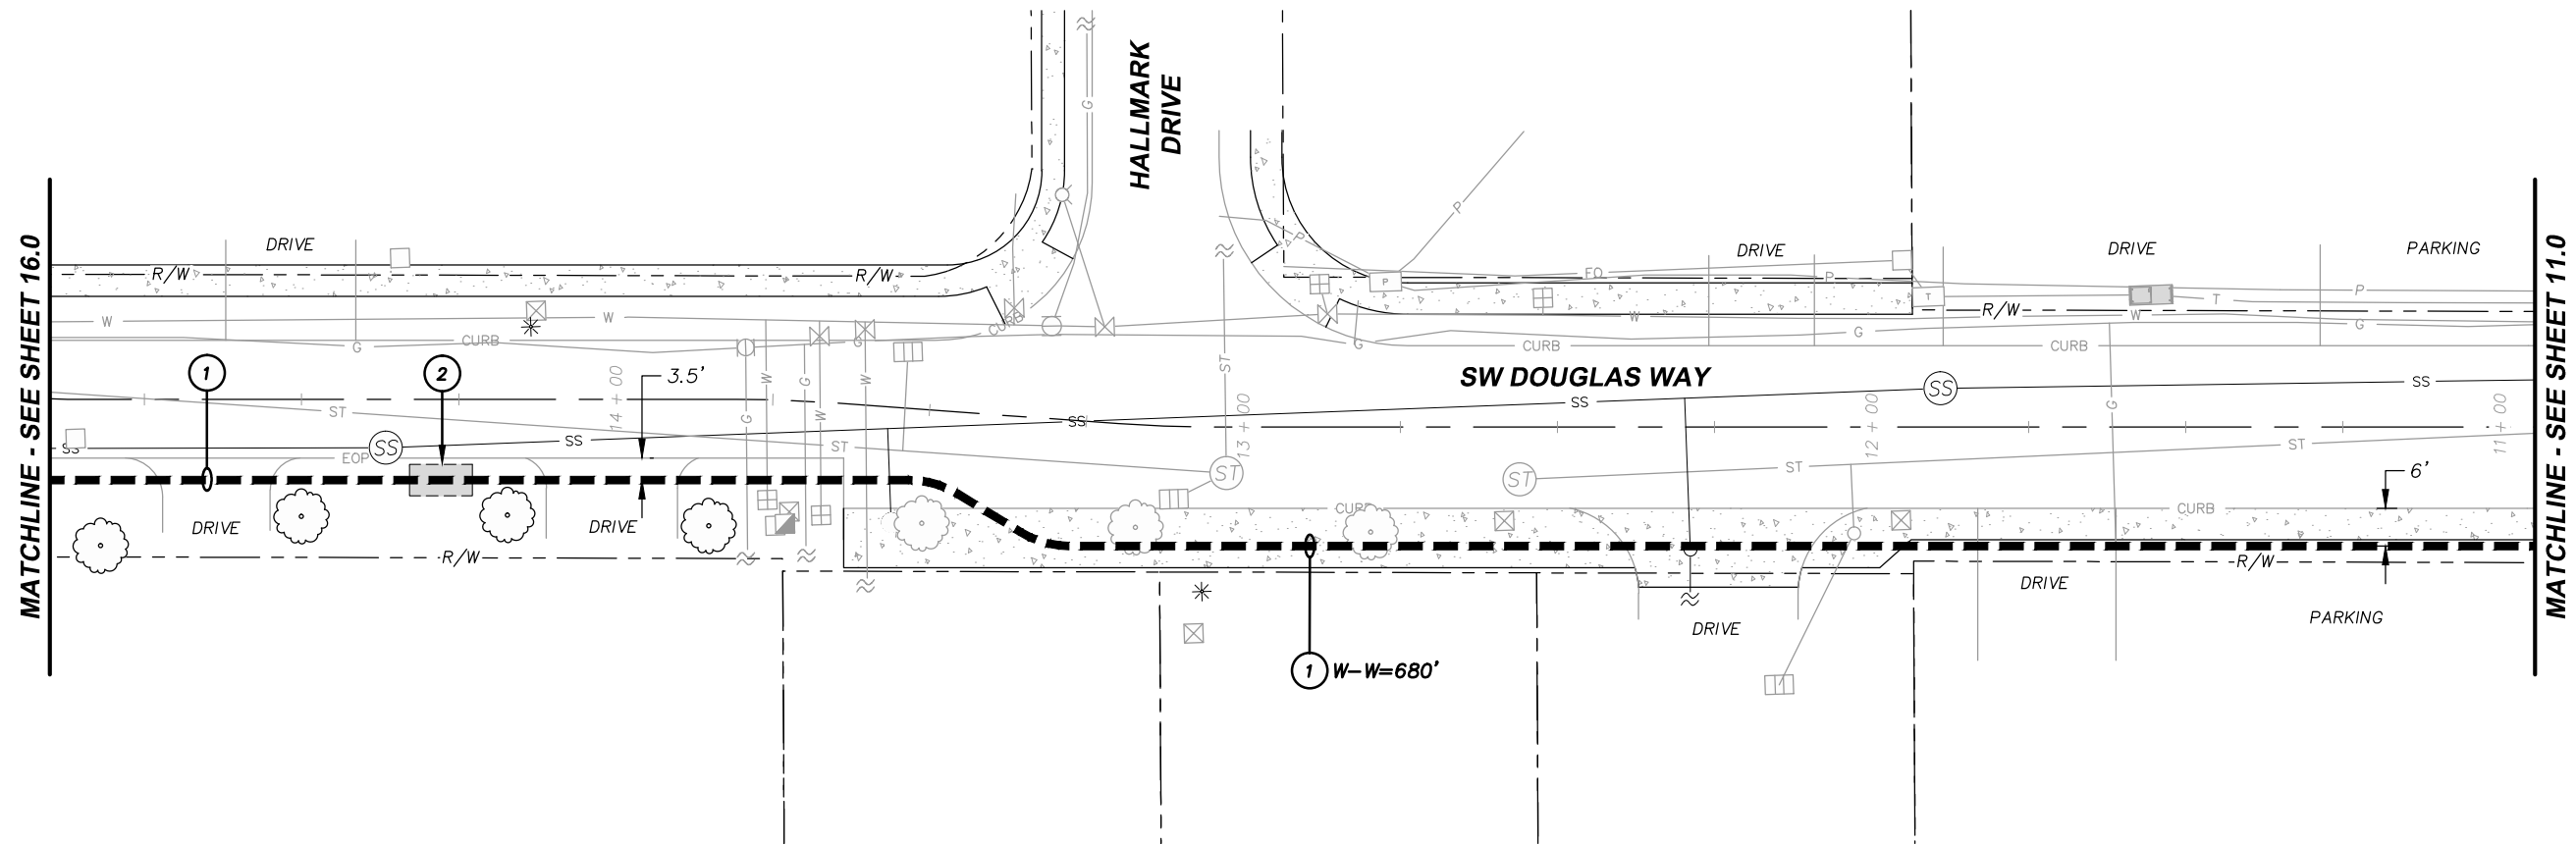 MATCHLINE - SEE SHEET 16.0
HALLMARK
DRIVE
G
DRIVE
R/W
R/W
W
W
G
CURB
G
CURB
P
P
P
FO
P
DRIVE
DRIVE
PARKING
T
T
P
R/W
W
W
G
G
G
CURB
CURB
1
2
3.5'
14 + 00
W
G
W
W
G
ST
13 + 00
SW DOUGLAS WAY
12 + 00
G
11 + 00
SS
SS
SS
SS
SS
SS
SS
SS
ST
ST
ST
ST
ST
ST
EOP
DRIVE
DRIVE
R/W
CURB
CURB
6'
R/W
DRIVE
DRIVE
PARKING
1 W-W=680'
MATCHLINE - SEE SHEET 11.0